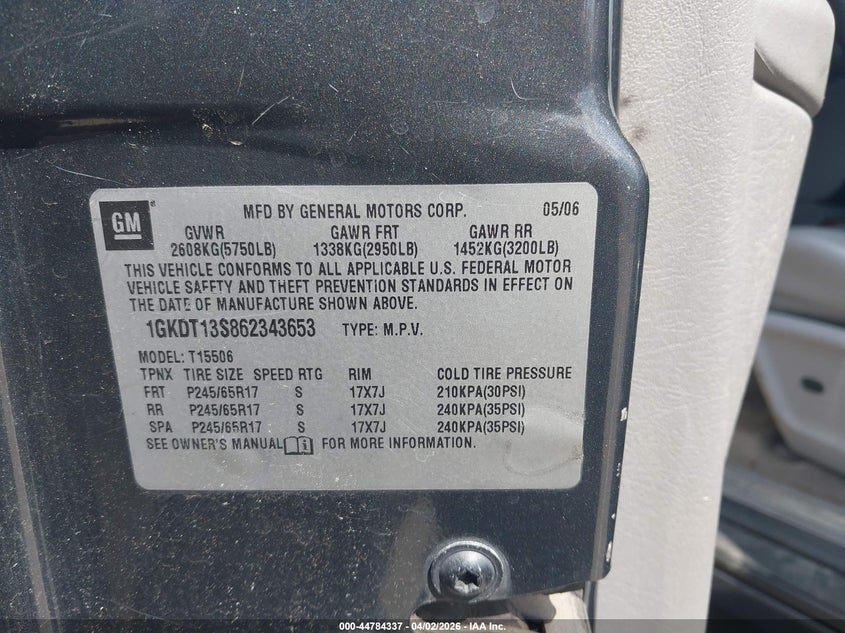 GM
MFD BY GENERAL MOTORS CORP. 05/06
GVWR GAWR FRT GAWR RR
2608KG(5750LB) 1338KG(2950LB) 1452KG(3200LB)
THIS VEHICLE CONFORMS TO ALL APPLICABLE U.S. FEDERAL MOTOR
VEHICLE SAFETY AND THEFT PREVENTION STANDARDS IN EFFECT ON
THE DATE OF MANUFACTURE SHOWN ABOVE.
1GKDT13S862343653 TYPE: M.P.V.
MODEL: T15506
TPNX TIRE SIZE SPEED RTG RIM COLD TIRE PRESSURE
FRT P245/65R17 S 17X7J 210KPA(30PSI)
RR P245/65R17 S 17X7J 240KPA(35PSI)
SPA P245/65R17 S 17X7J 240KPA(35PSI)
SEE OWNER'S MANUAL i FOR MORE INFORMATION.
000-44784337 - 04/02/2026 - IAA Inc.